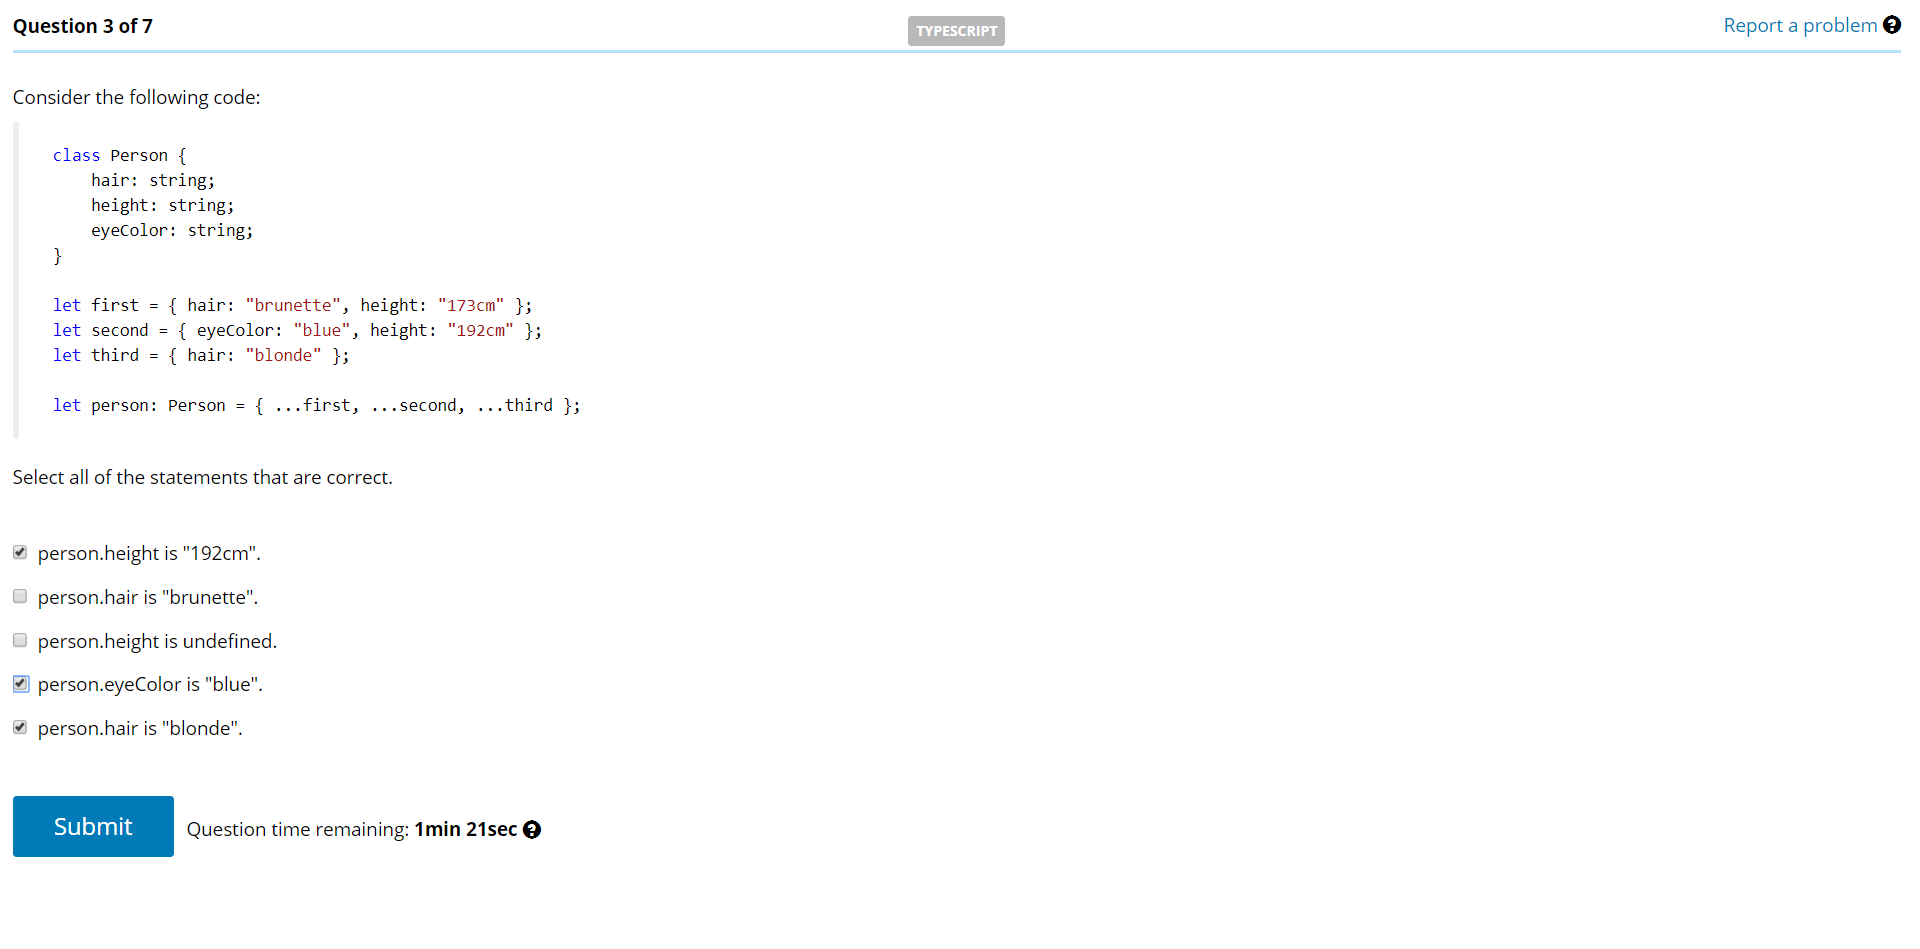 Question 3 of 7
TYPESCRIPT
Report a problem ?
Consider the following code:
class Person {
    hair: string;
    height: string;
    eyeColor: string;
}
let first = { hair: "brunette", height: "173cm" };
let second = { eyeColor: "blue", height: "192cm" };
let third = { hair: "blonde" };
let person: Person = { ...first, ...second, ...third };
Select all of the statements that are correct.
person.height is "192cm".
person.hair is "brunette".
person.height is undefined.
person.eyeColor is "blue".
person.hair is "blonde".
Submit
Question time remaining: 1min 21sec ?